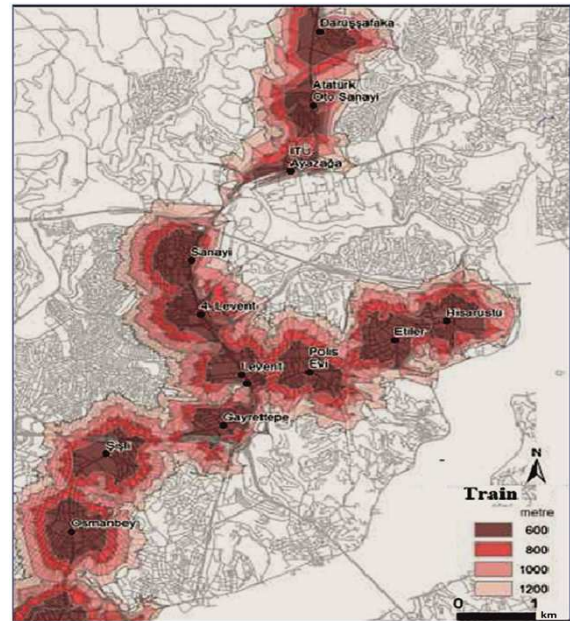 Daruşşafaka
Atatürk
Oto Sanayi
İTÜ
Ayazağa
Sanayi
4. Levent
Hisarüstü
Etiler
Polis
Evi
Levent
Gayrettepe
Şişli
Osmanbey
N
Train
metre
600
800
1000
1200
0 1
km